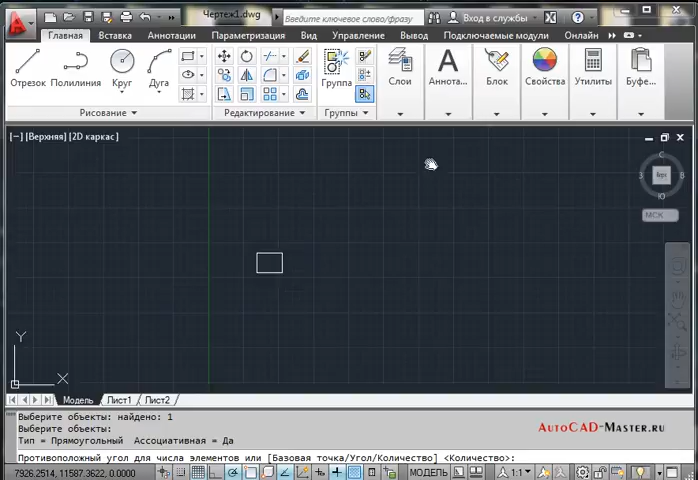 Чертеж1.dwg
Введите ключевое слово/фразу
Вход в службы
Главная Вставка Аннотации Параметризация Вид Управление Вывод Подключаемые модули Онлайн
Отрезок Полилиния Круг Дуга Группа Слои Аннота... Блок Свойства Утилиты Буфе...
Рисование Редактирование Группы
[−] [Верхняя] [2D каркас]
С
З Верх В
Ю
МСК
Y
X
Модель Лист1 Лист2
Выберите объекты: найдено: 1
Выберите объекты:
Тип = Прямоугольный Ассоциативная = Да
AutoCAD-Master.ru
Противоположный угол для числа элементов или [Базовая точка/Угол/Количество] <Количество>:
7926.2514, 11587.3622, 0.0000 МОДЕЛЬ 1:1